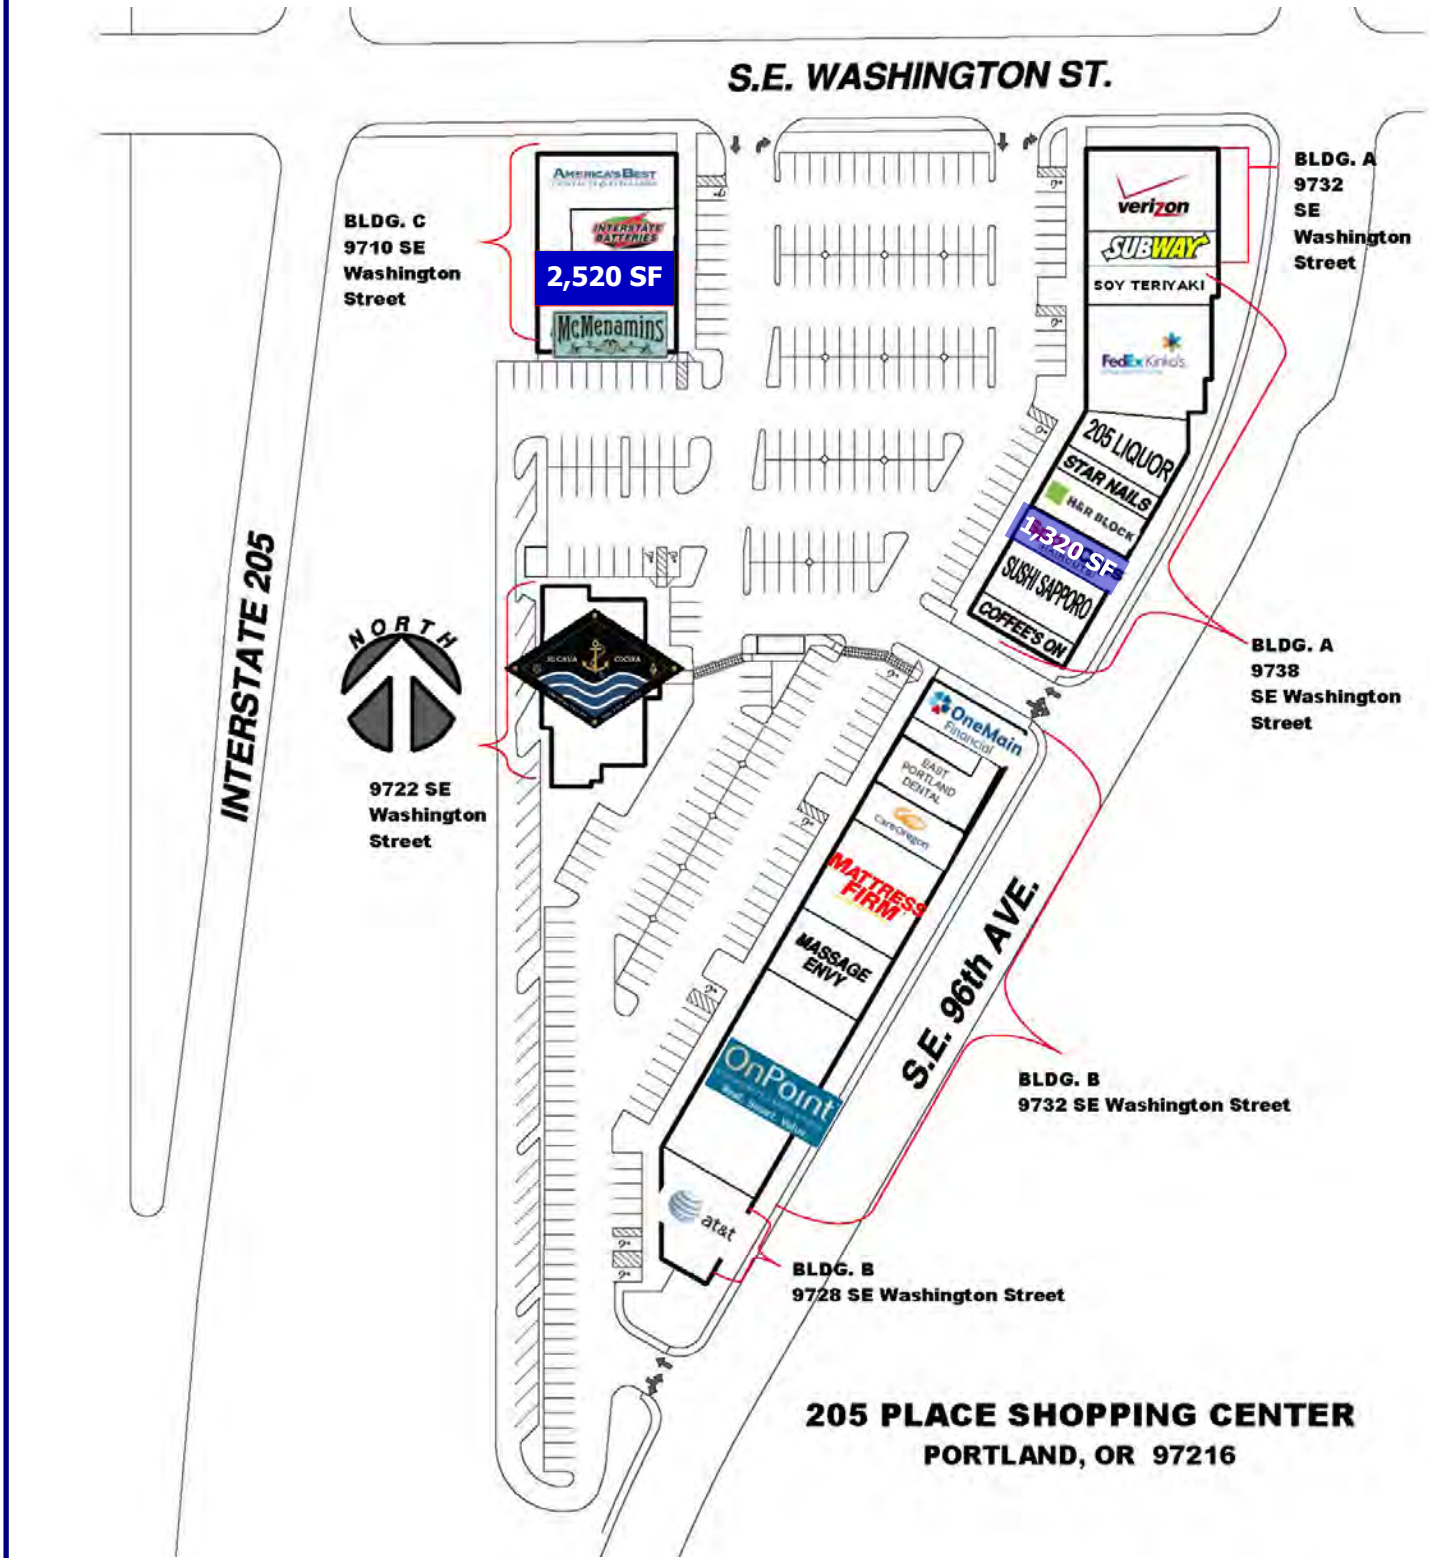 S.E. WASHINGTON ST.
BLDG. C
9710 SE
Washington
Street
AMERICA'S BEST
INTERSTATE
BATTERIES
2,520 SF
McMenamins
verizon
SUBWAY
SOY TERIYAKI
FedEx Kinko's
205 LIQUOR
STAR NAILS
H&R BLOCK
1,320 SF
SUSHI SAPPORO
COFFEE'S ON
BLDG. A
9732
SE
Washington
Street
BLDG. A
9738
SE Washington
Street
INTERSTATE 205
NORTH
COCINA
9722 SE
Washington
Street
OneMain
Financial
EAST
PORTLAND
DENTAL
CareOregon
MATTRESS
FIRM
MASSAGE
ENVY
OnPoint
at&t
S.E. 96th AVE.
BLDG. B
9732 SE Washington Street
BLDG. B
9728 SE Washington Street
205 PLACE SHOPPING CENTER
PORTLAND, OR 97216